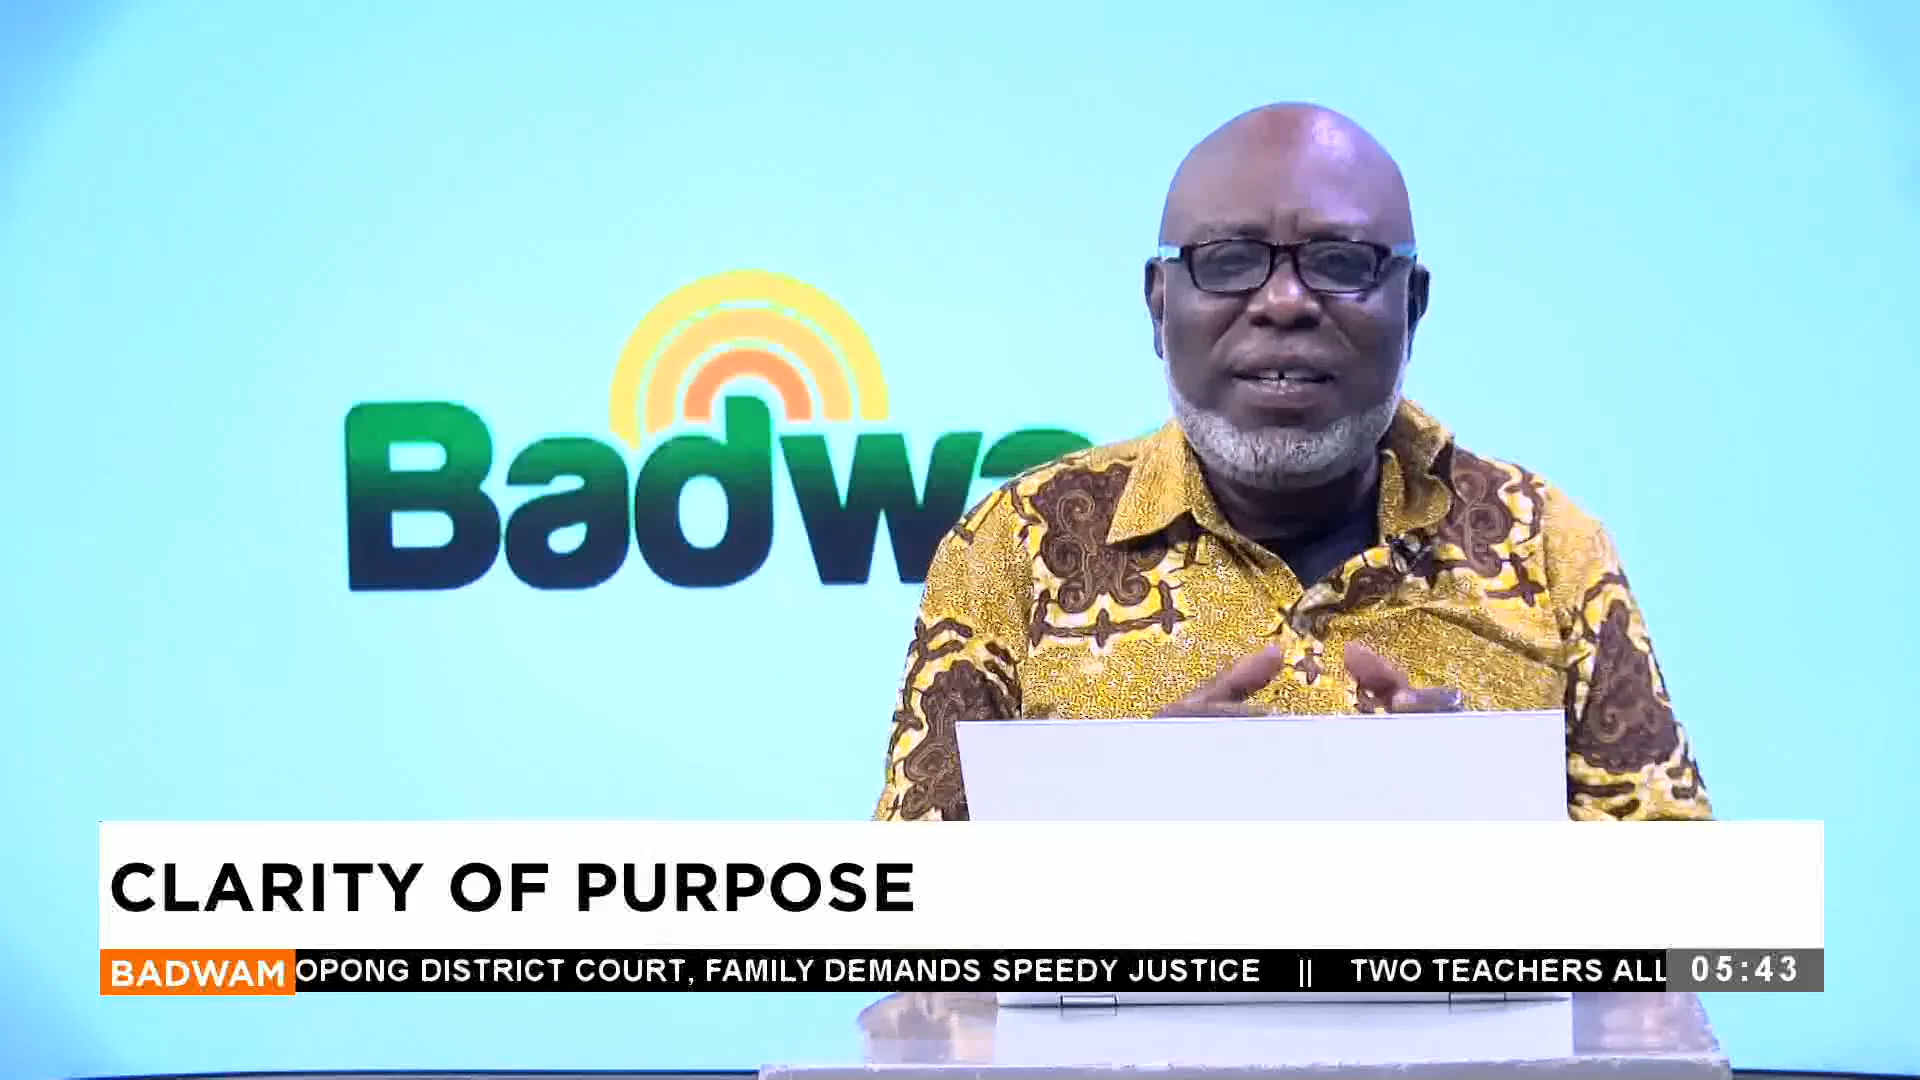 Badwa
CLARITY OF PURPOSE
BADWAM
OPONG DISTRICT COURT, FAMILY DEMANDS SPEEDY JUSTICE || TWO TEACHERS ALL
05:43